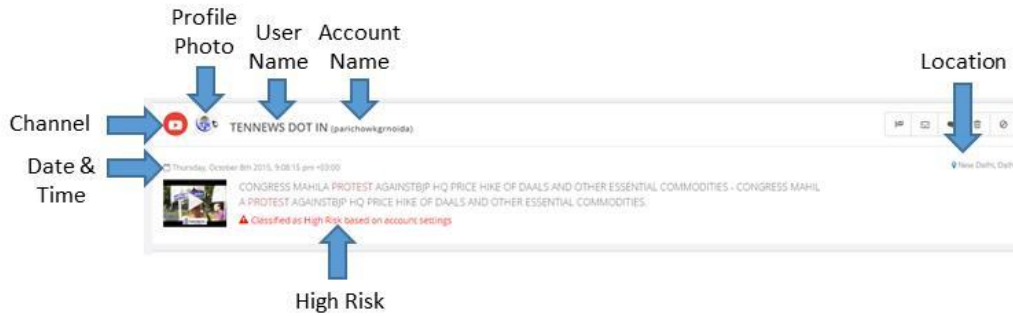 Profile
Photo
User
Name
Account
Name
Location
Channel
TENNEWS DOT IN (parichowkgrnoida)
Date &
Time
Thursday, October 8th 2015, 9:08:15 pm +03:00
New Delhi, Delh
CONGRESS MAHILA PROTEST AGAINSTBJP HQ PRICE HIKE OF DAALS AND OTHER ESSENTIAL COMMODITIES - CONGRESS MAHIL
A PROTEST AGAINSTBJP HQ PRICE HIKE OF DAALS AND OTHER ESSENTIAL COMMODITIES.
Classified as High Risk based on account settings
High Risk